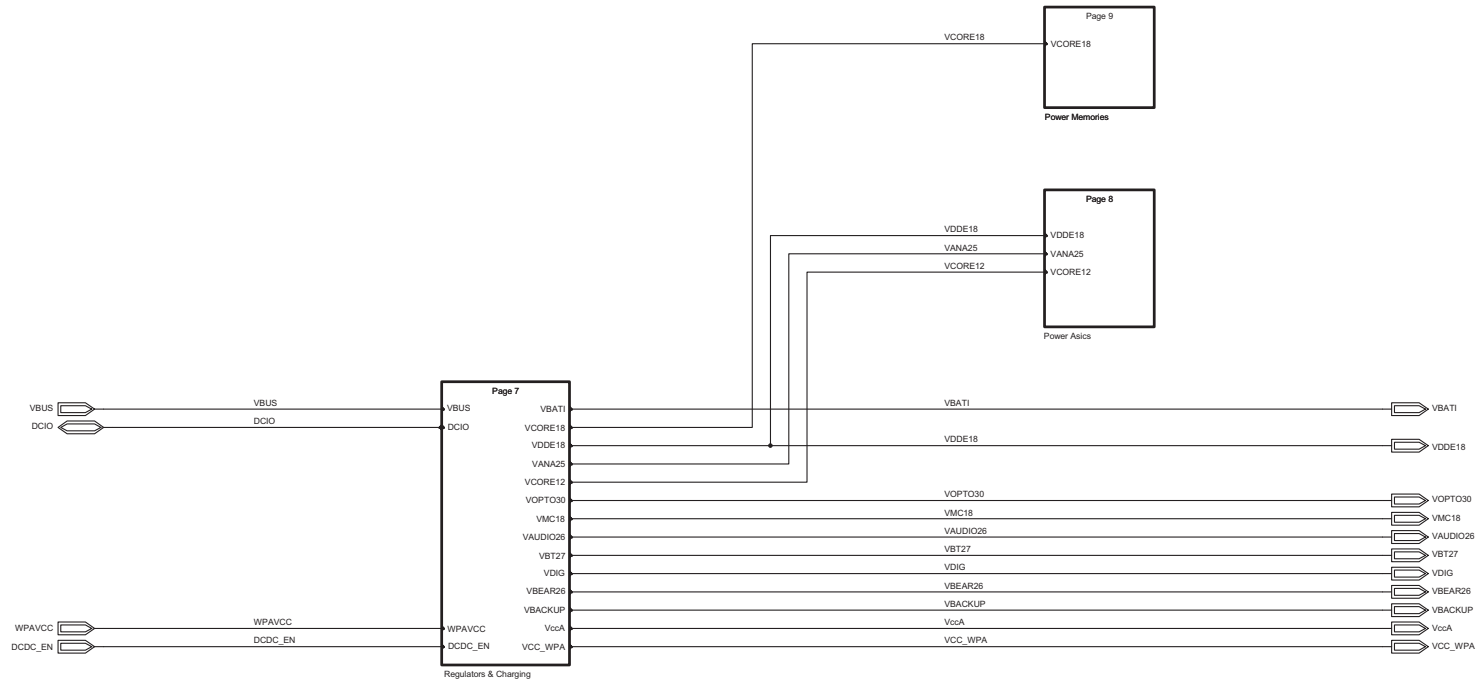 Page 9
VCORE18
VCORE18
Power Memories
Page 8
VDDE18
VDDE18
VANA25
VANA25
VCORE12
VCORE12
Power Asics
Page 7
VBUS
VBUS
VBUS
VBATI
VBATI
VBATI
DCIO
DCIO
DCIO
VCORE18
VDDE18
VDDE18
VDDE18
VANA25
VCORE12
VOPTO30
VOPTO30
VOPTO30
VMC18
VMC18
VMC18
VAUDIO26
VAUDIO26
VAUDIO26
VBT27
VBT27
VBT27
VDIG
VDIG
VDIG
VBEAR26
VBEAR26
VBEAR26
VBACKUP
VBACKUP
VBACKUP
WPAVCC
WPAVCC
WPAVCC
VccA
VccA
VccA
DCDC_EN
DCDC_EN
DCDC_EN
VCC_WPA
VCC_WPA
VCC_WPA
Regulators & Charging